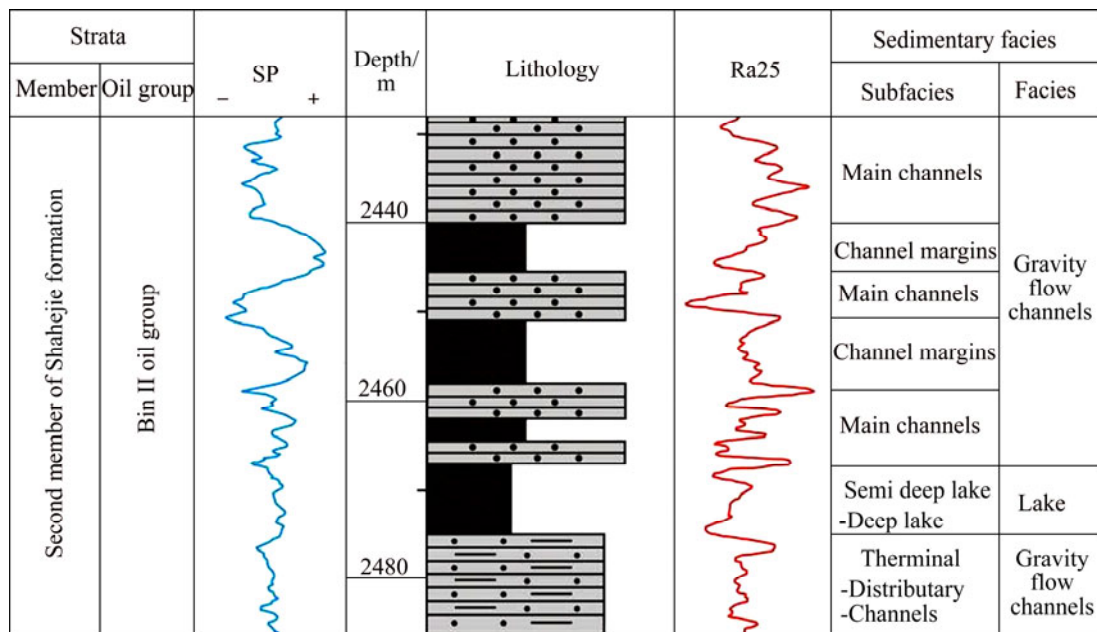 Strata
Member
Oil group
SP
− +
Depth/
m
Lithology
Ra25
Sedimentary facies
Subfacies
Facies
Second member of Shahejie formation
Bin II oil group
2440
2460
2480
Main channels
Channel margins
Main channels
Channel margins
Main channels
Semi deep lake
-Deep lake
Therminal
-Distributary
-Channels
Gravity
flow
channels
Lake
Gravity
flow
channels